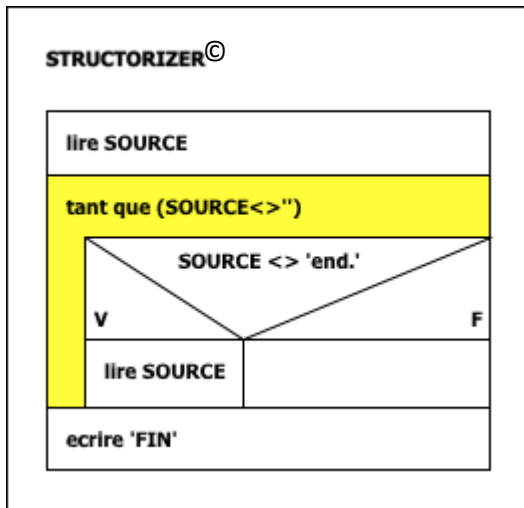 STRUCTORIZER©
lire SOURCE
tant que (SOURCE<>'')
SOURCE <> 'end.'
V
F
lire SOURCE
ecrire 'FIN'